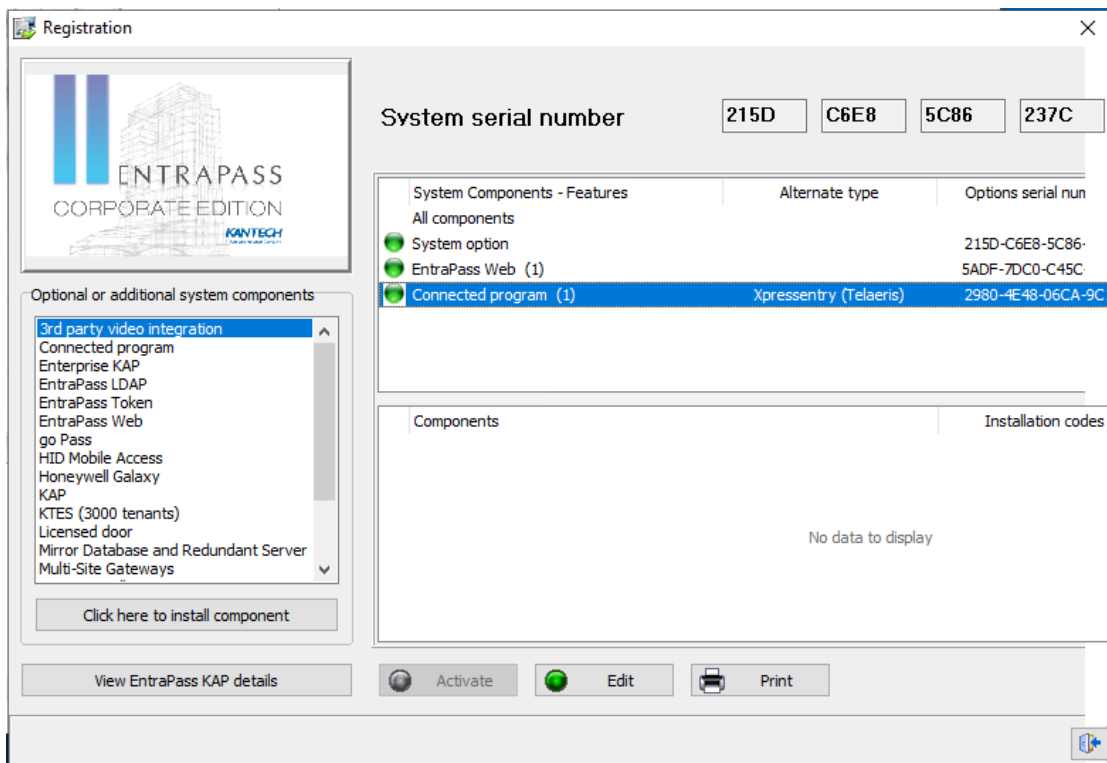 Registration
ENTRAPASS
CORPORATE EDITION
KANTECH
System serial number 215D C6E8 5C86 237C
System Components - Features Alternate type Options serial num
All components
System option 215D-C6E8-5C86-
EntraPass Web (1) 5ADF-7DC0-C45C-
Connected program (1) Xpressentry (Telaeris) 2980-4E48-06CA-9C
Optional or additional system components
3rd party video integration
Connected program
Enterprise KAP
EntraPass LDAP
EntraPass Token
EntraPass Web
go Pass
HID Mobile Access
Honeywell Galaxy
KAP
KTES (3000 tenants)
Licensed door
Mirror Database and Redundant Server
Multi-Site Gateways
Click here to install component
Components Installation codes
No data to display
View EntraPass KAP details
Activate Edit Print